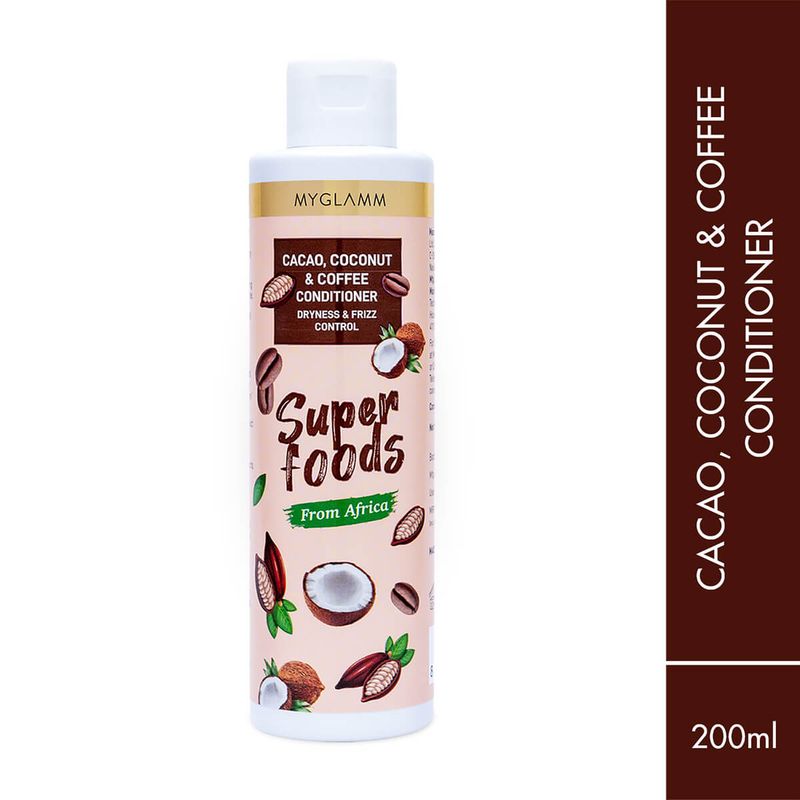 MYGLAMM
CACAO, COCONUT
& COFFEE
CONDITIONER
DRYNESS & FRIZZ
CONTROL
Super
foods
From Africa
CACAO, COCONUT & COFFEE
CONDITIONER
200ml